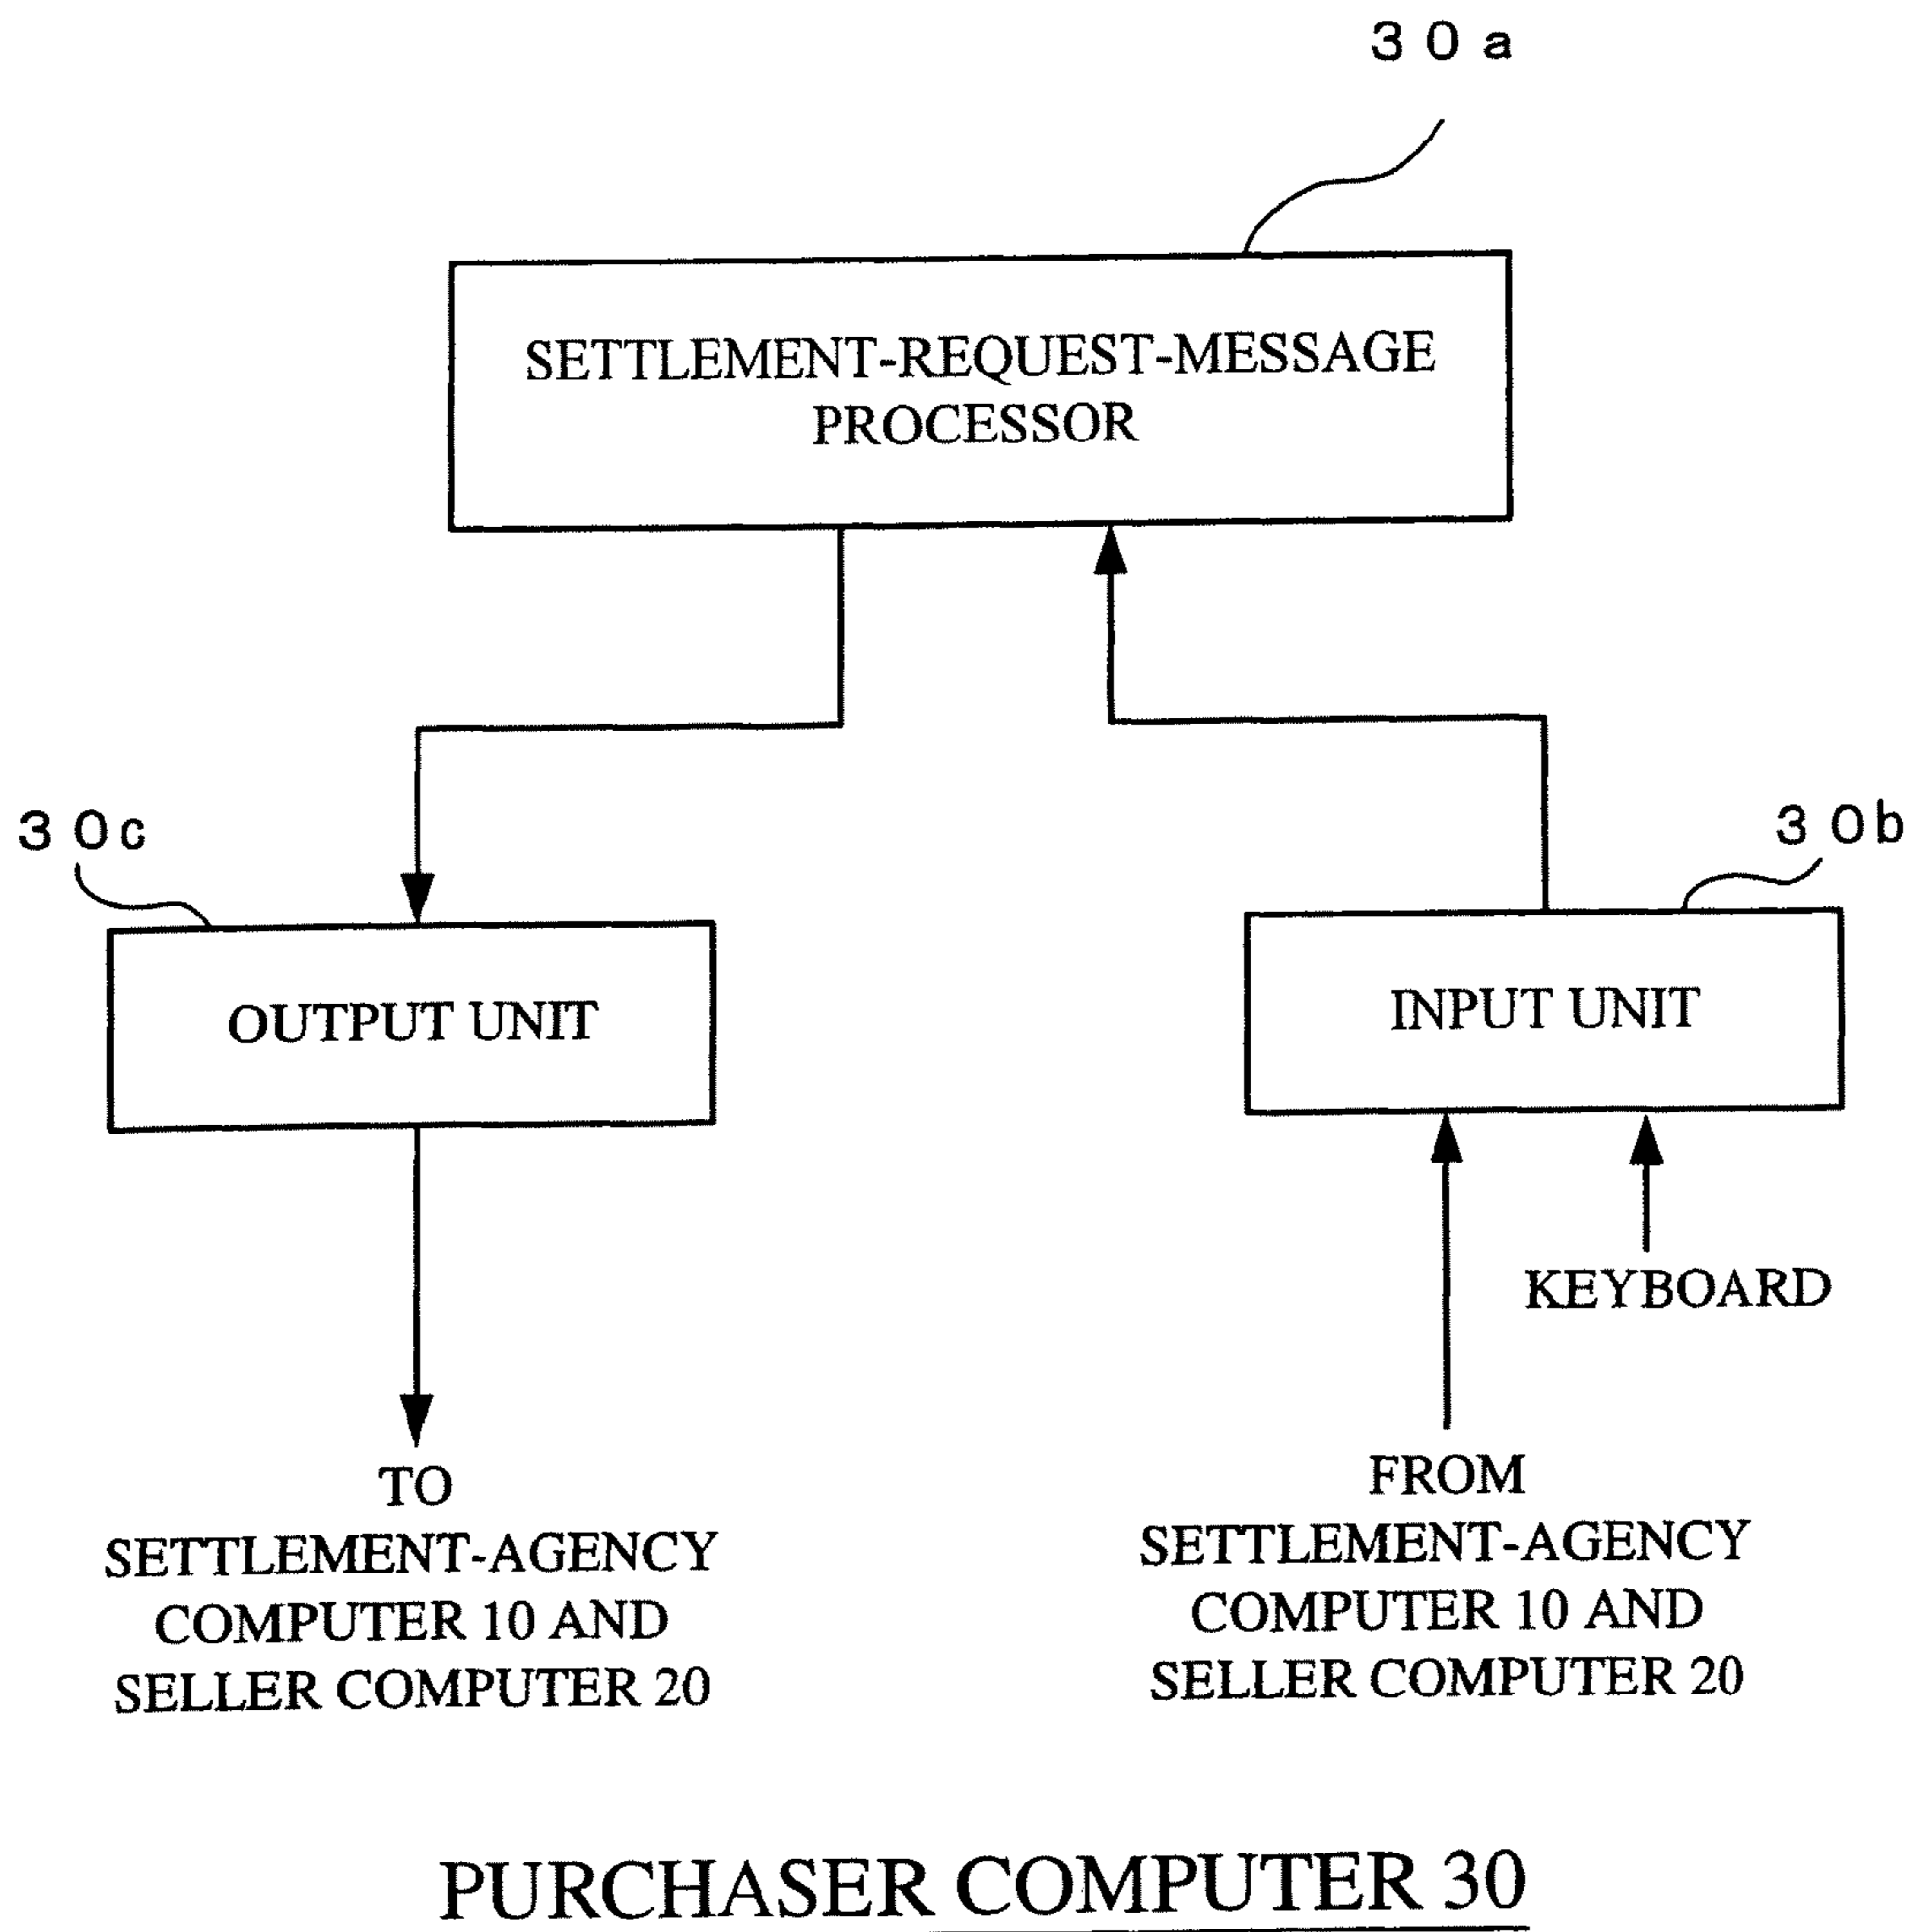 30a
SETTLEMENT-REQUEST-MESSAGE
PROCESSOR
30c
30b
OUTPUT UNIT
INPUT UNIT
KEYBOARD
TO
SETTLEMENT-AGENCY
COMPUTER 10 AND
SELLER COMPUTER 20
FROM
SETTLEMENT-AGENCY
COMPUTER 10 AND
SELLER COMPUTER 20
PURCHASER COMPUTER 30